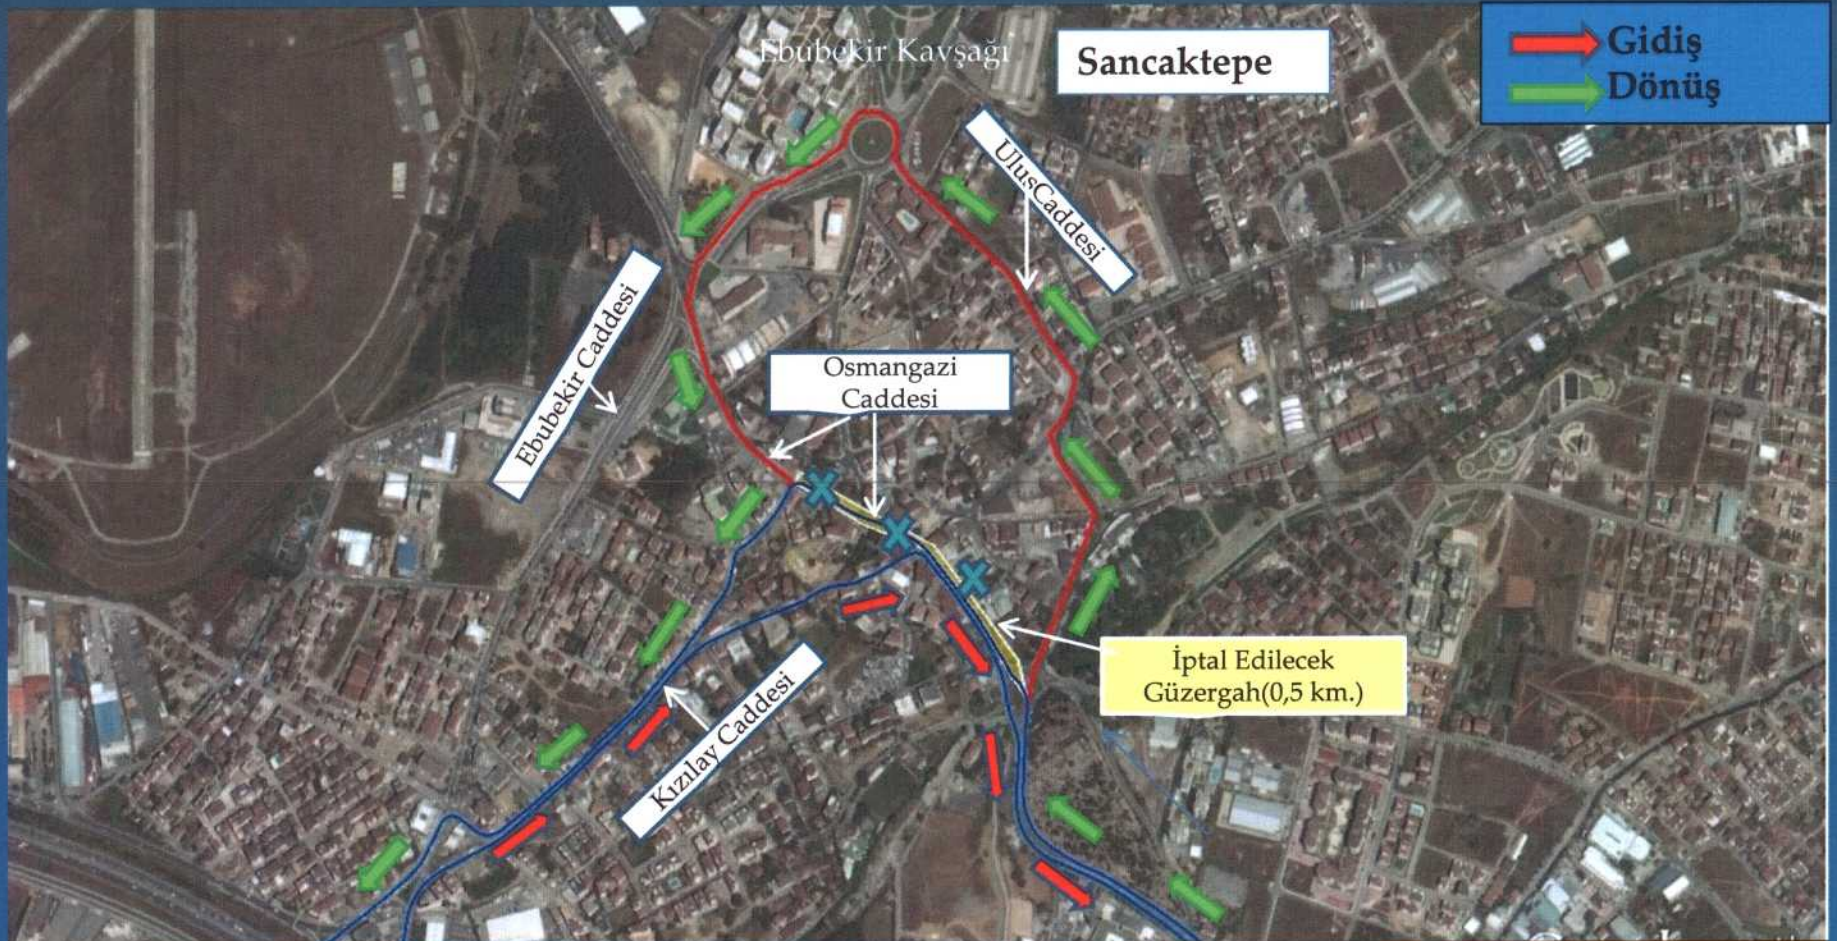 Ebubekir Kavşağı
Sancaktepe
Gidiş
Dönüş
UlusCaddesi
Ebubekir Caddesi
Osmangazi
Caddesi
İptal Edilecek
Güzergah(0,5 km.)
Kızılay Caddesi